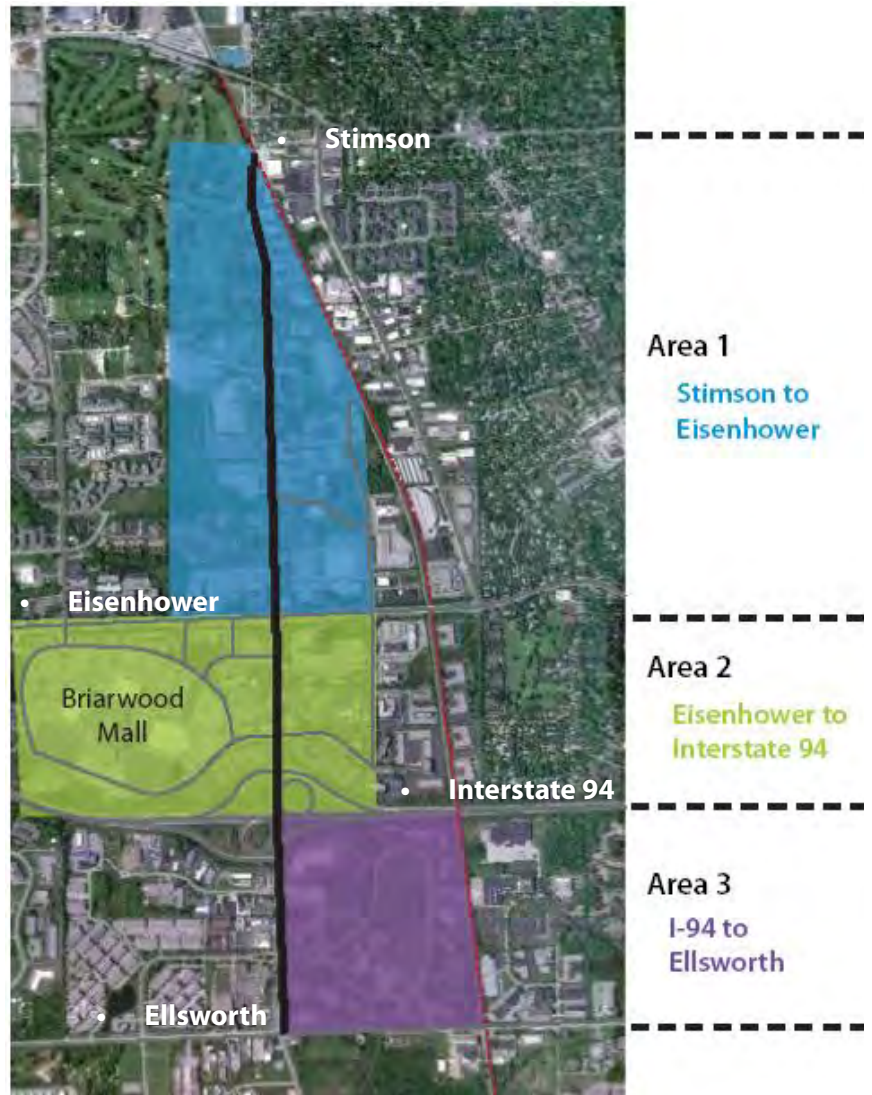 Stimson
Area 1
Stimson to
Eisenhower
Eisenhower
Area 2
Briarwood
Mall
Eisenhower to
Interstate 94
Interstate 94
Area 3
I-94 to
Ellsworth
Ellsworth